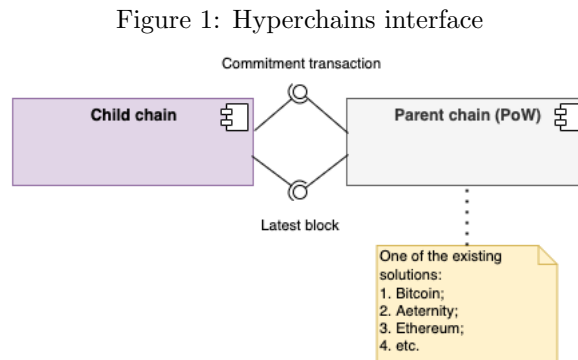 Figure 1: Hyperchains interface
Commitment transaction
Child chain
Parent chain (PoW)
Latest block
One of the existing
solutions:
1. Bitcoin;
2. Aeternity;
3. Ethereum;
4. etc.